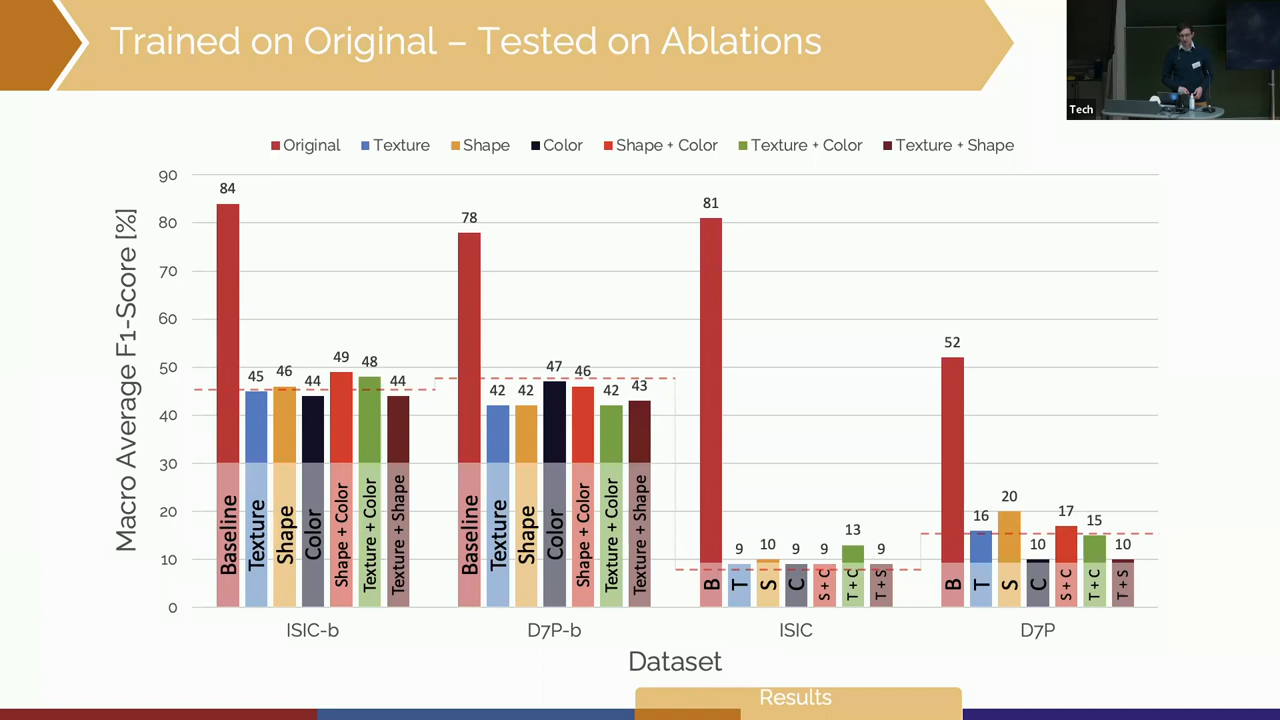 Trained on Original – Tested on Ablations
Tech
Original Texture Shape Color Shape + Color Texture + Color Texture + Shape
Macro Average F1-Score [%]
90
80
70
60
50
40
30
20
10
0
84 45 46 44 49 48 44
78 42 42 47 46 42 43
81 9 10 9 9 13 9
52 16 20 10 17 15 10
Baseline Texture Shape Color Shape + Color Texture + Color Texture + Shape
Baseline Texture Shape Color Shape + Color Texture + Color Texture + Shape
B T S C S + C T + C T + S
B T S C S + C T + C T + S
ISIC-b D7P-b ISIC D7P
Dataset
Results